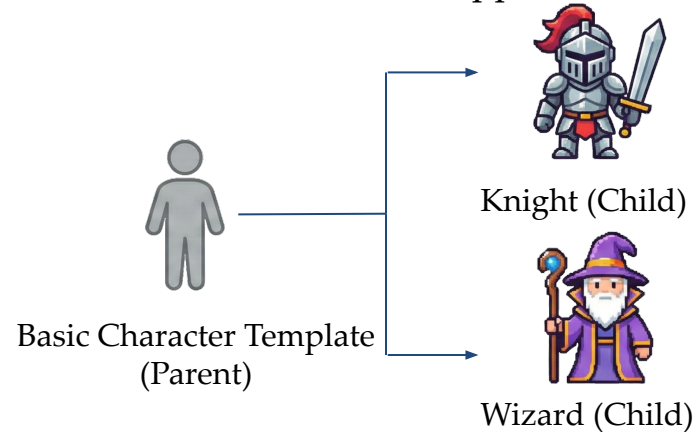 Knight (Child)
Basic Character Template
(Parent)
Wizard (Child)